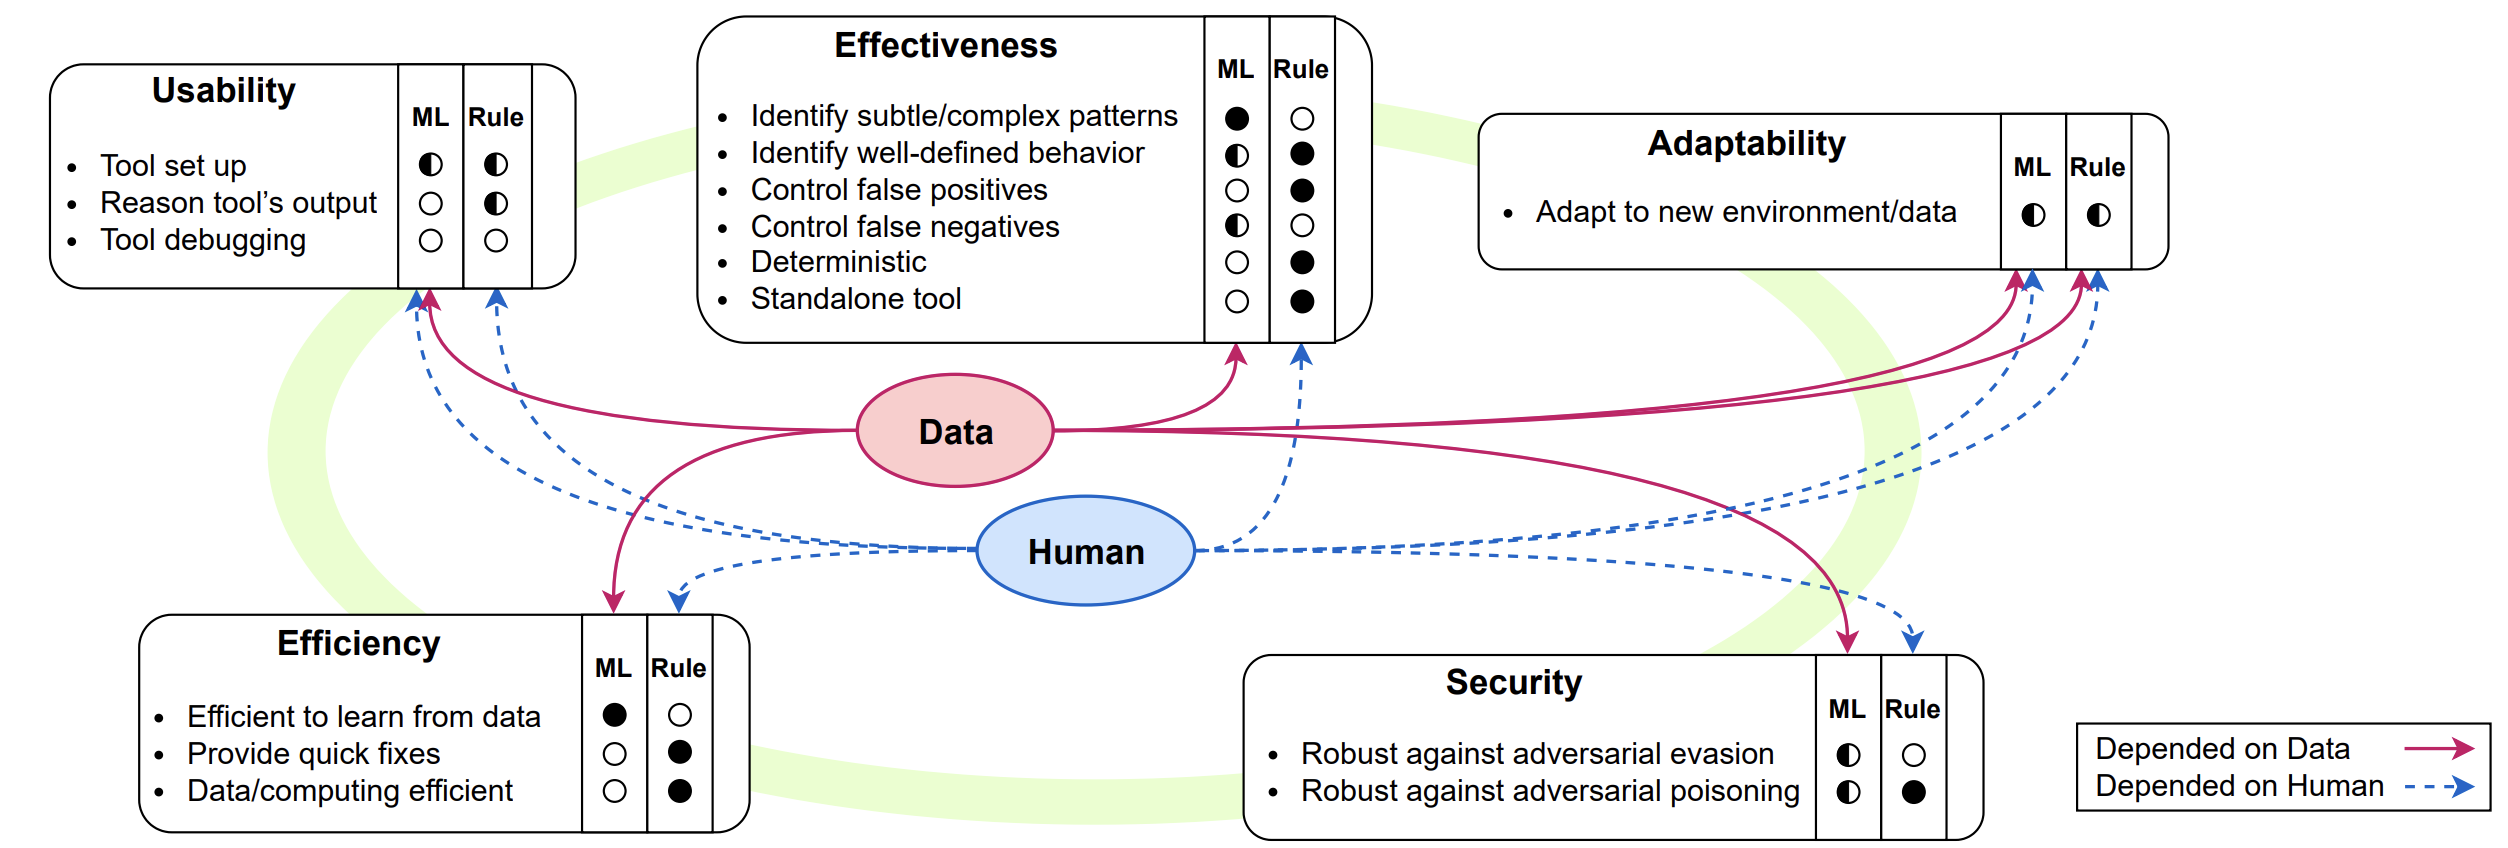 Usability
ML Rule
• Tool set up
• Reason tool's output
• Tool debugging
Effectiveness
ML Rule
• Identify subtle/complex patterns
• Identify well-defined behavior
• Control false positives
• Control false negatives
• Deterministic
• Standalone tool
Adaptability
ML Rule
• Adapt to new environment/data
Data
Human
Efficiency
ML Rule
• Efficient to learn from data
• Provide quick fixes
• Data/computing efficient
Security
ML Rule
• Robust against adversarial evasion
• Robust against adversarial poisoning
Depended on Data
Depended on Human